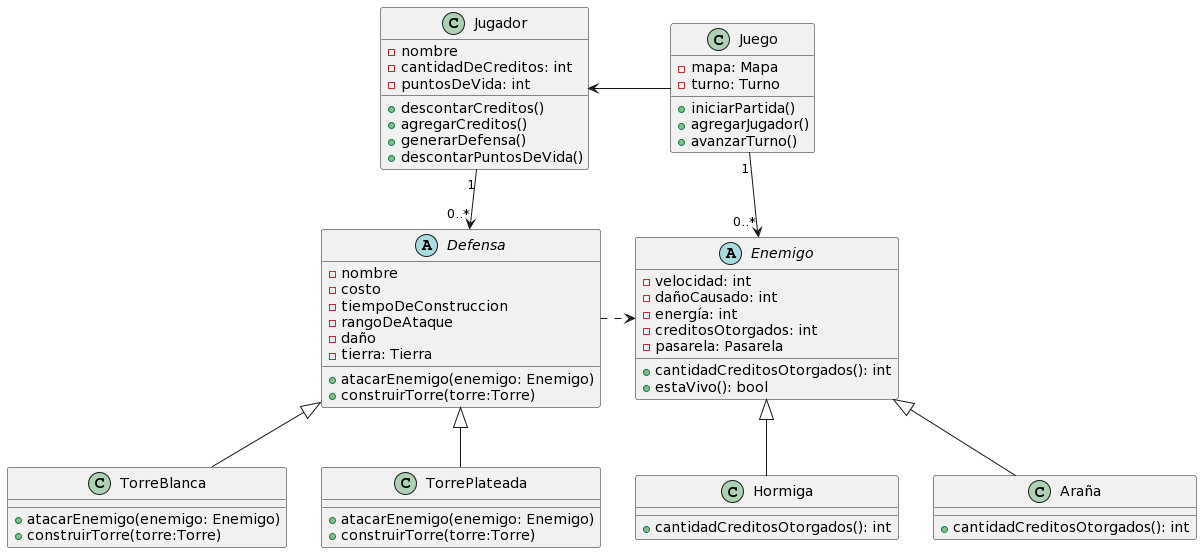 C Jugador
nombre
cantidadDeCreditos: int
puntosDeVida: int
descontarCreditos()
agregarCreditos()
generarDefensa()
descontarPuntosDeVida()
C Juego
mapa: Mapa
turno: Turno
iniciarPartida()
agregarJugador()
avanzarTurno()
1
0..*
1
0..*
A Defensa
nombre
costo
tiempoDeConstruccion
rangoDeAtaque
daño
tierra: Tierra
atacarEnemigo(enemigo: Enemigo)
construirTorre(torre:Torre)
A Enemigo
velocidad: int
dañoCausado: int
energía: int
creditosOtorgados: int
pasarela: Pasarela
cantidadCreditosOtorgados(): int
estaVivo(): bool
C TorreBlanca
atacarEnemigo(enemigo: Enemigo)
construirTorre(torre:Torre)
C TorrePlateada
atacarEnemigo(enemigo: Enemigo)
construirTorre(torre:Torre)
C Hormiga
cantidadCreditosOtorgados(): int
C Araña
cantidadCreditosOtorgados(): int